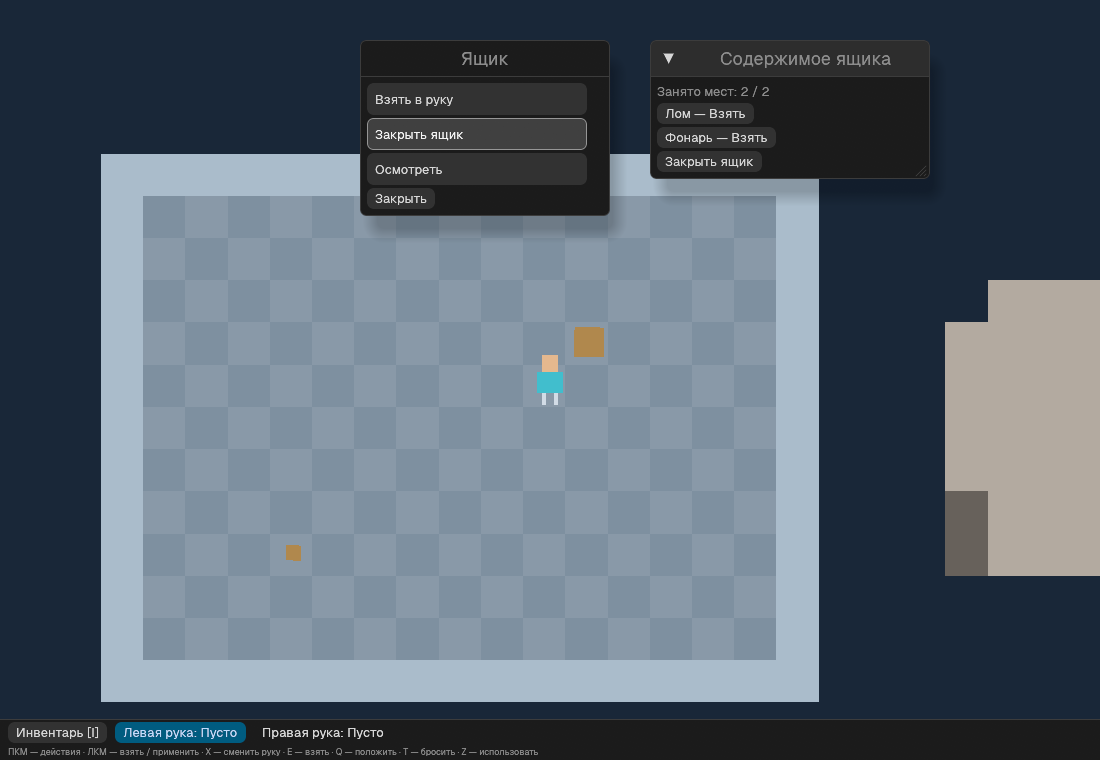 Ящик
Взять в руку
Закрыть ящик
Осмотреть
Закрыть
▼ Содержимое ящика
Занято мест: 2 / 2
Лом — Взять
Фонарь — Взять
Закрыть ящик
Инвентарь [I] Левая рука: Пусто Правая рука: Пусто
ПКМ — действия · ЛКМ — взять / применить · X — сменить руку · E — взять · Q — положить · T — бросить · Z — использовать